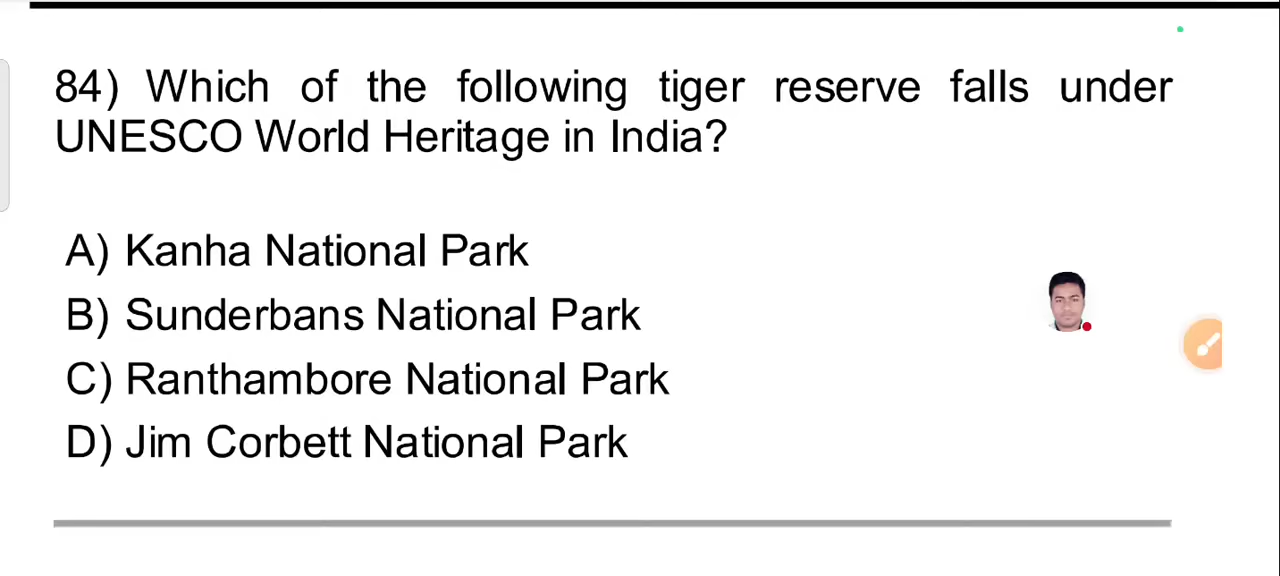 84) Which of the following tiger reserve falls under
UNESCO World Heritage in India?
A) Kanha National Park
B) Sunderbans National Park
C) Ranthambore National Park
D) Jim Corbett National Park